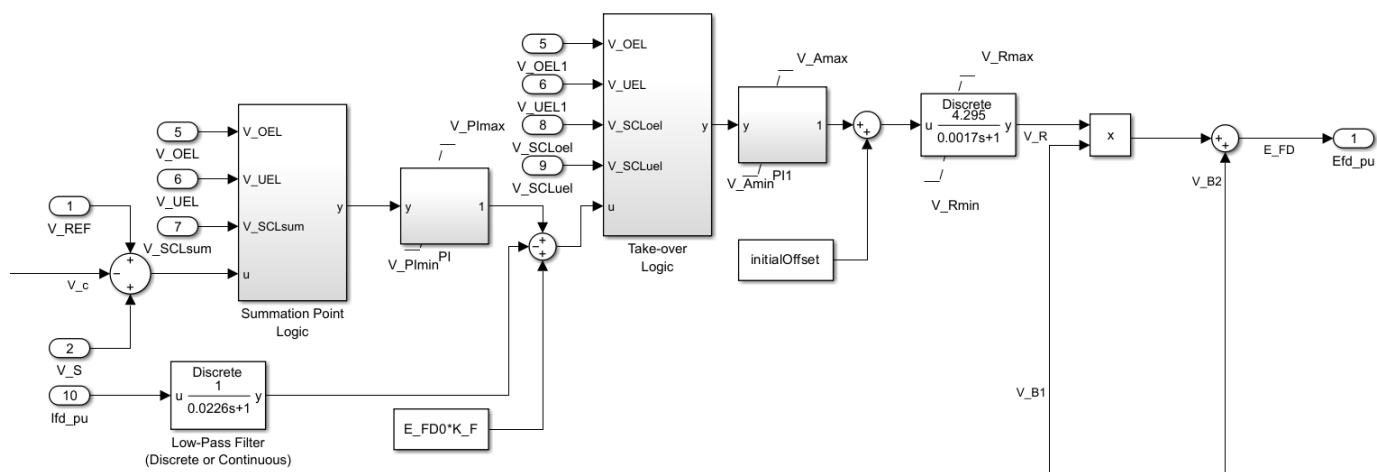 5
V_OEL
V_OEL1
6
V_UEL
V_UEL1
8
V_SCLoel
V_SCLoel
9
V_SCLuel
V_SCLuel
u
y
Take-over
Logic
V_Amax
y
1
V_Amin
PI1
initialOffset
+
+
V_Rmax
Discrete
u
4.295
0.0017s+1
y
V_Rmin
V_R
x
+
+
V_B2
E_FD
1
Efd_pu
V_B1
5
V_OEL
V_OEL
6
V_UEL
V_UEL
7
V_SCLsum
V_SCLsum
u
y
Summation Point
Logic
1
V_REF
+
−
+
V_c
2
V_S
V_PImax
y
1
V_PImin
PI
+
−
+
10
Ifd_pu
Discrete
u
1
0.0226s+1
y
Low-Pass Filter
(Discrete or Continuous)
E_FD0*K_F